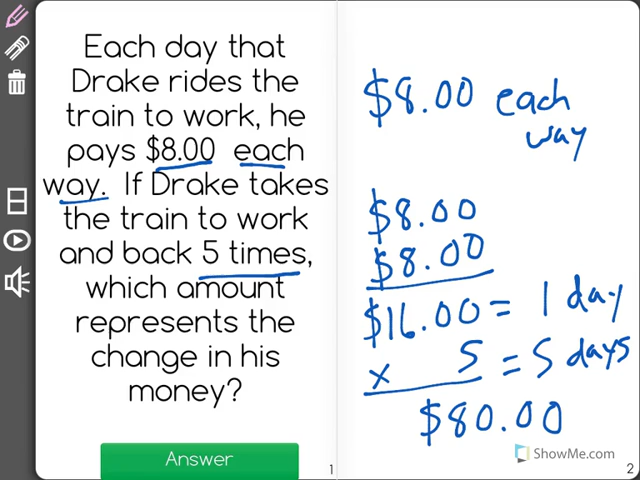 Each day that
Drake rides the
train to work, he
pays $8.00 each
way. If Drake takes
the train to work
and back 5 times,
which amount
represents the
change in his
money?
Answer
1
$8.00 each
way
$8.00
$8.00
$16.00 = 1 day
x 5 = 5 days
$80.00
ShowMe.com
2